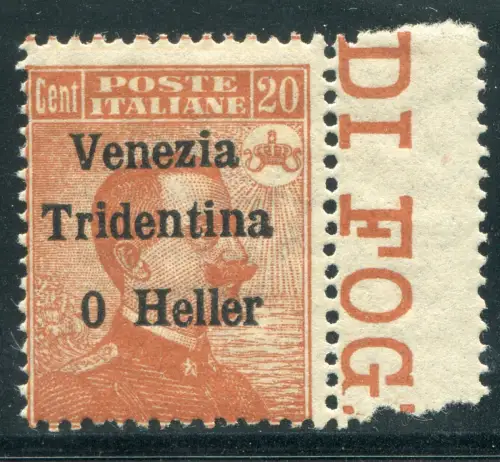 POSTE
Cent ITALIANE 20
Venezia
Tridentina
0 Heller
DI FOG